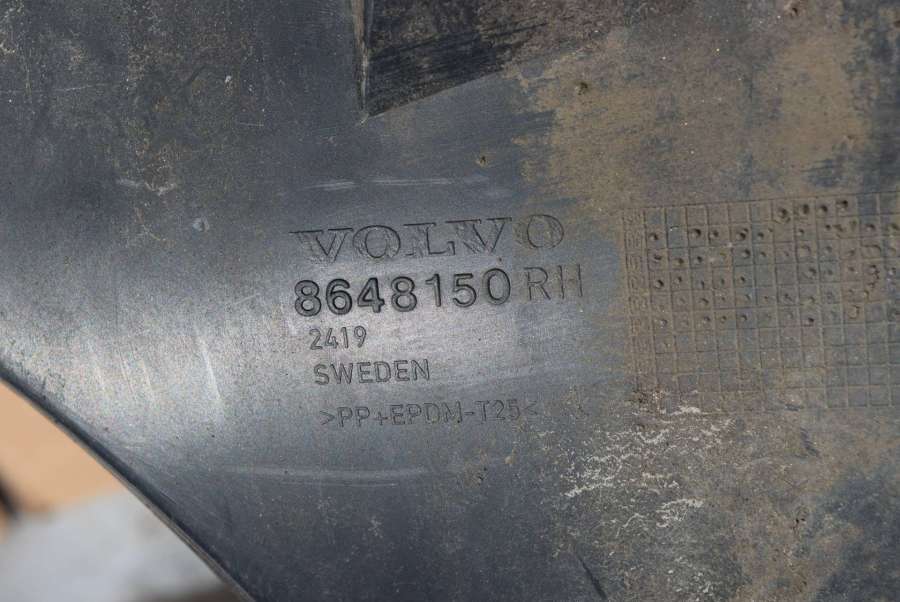 VOLVO
8648150 RH
2419
SWEDEN
>PP+EPDM-T25<